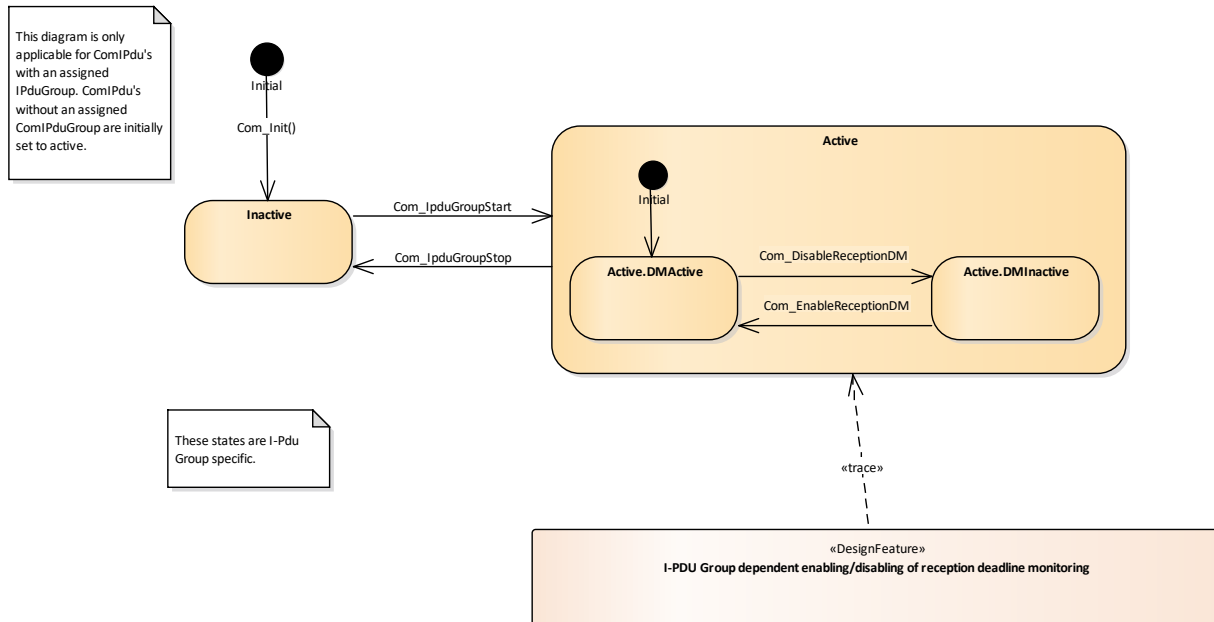 This diagram is only
applicable for ComIPdu's
with an assigned
IPduGroup. ComIPdu's
without an assigned
ComIPduGroup are initially
set to active.
Initial
Com_Init()
Inactive
Com_IpduGroupStart
Com_IpduGroupStop
Active
Initial
Active.DMActive
Com_DisableReceptionDM
Com_EnableReceptionDM
Active.DMInactive
These states are I-Pdu
Group specific.
«trace»
«DesignFeature»
I-PDU Group dependent enabling/disabling of reception deadline monitoring